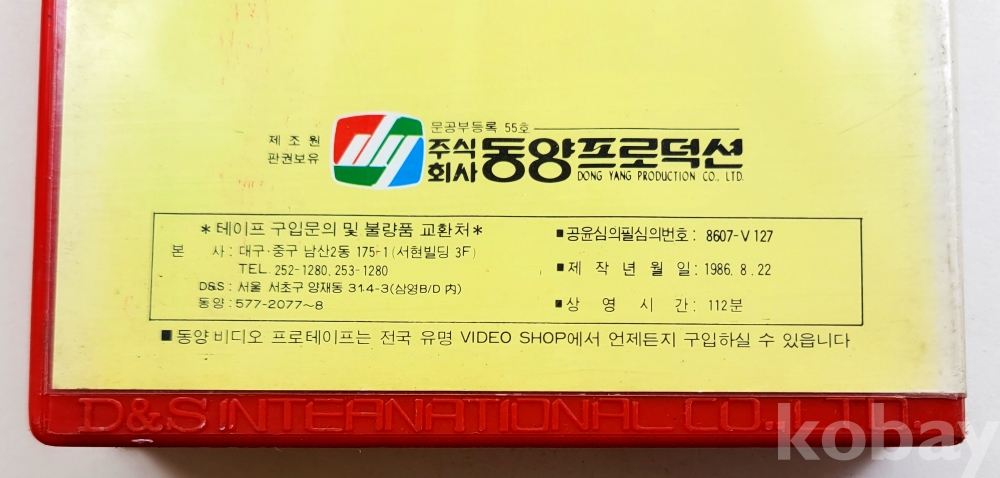 제조원
판권보유
문공부등록 55호
주식회사 동양프로덕션
DONG YANG PRODUCTION CO., LTD.
＊테이프 구입문의 및 불량품 교환처＊
본 사 : 대구·중구 남산2동 175-1(서현빌딩 3F)
TEL. 252-1280, 253-1280
D&S : 서울 서초구 양재동 314-3(삼영B/D 内)
동양 : 577-2077~8
■공윤심의필심의번호 : 8607-V127
■제 작 년 월 일 : 1986. 8. 22
■상 영 시 간 : 112분
■동양 비디오 프로테이프는 전국 유명 VIDEO SHOP에서 언제든지 구입하실 수 있읍니다
D&S INTERNATIONAL CO., LTD.
kobay